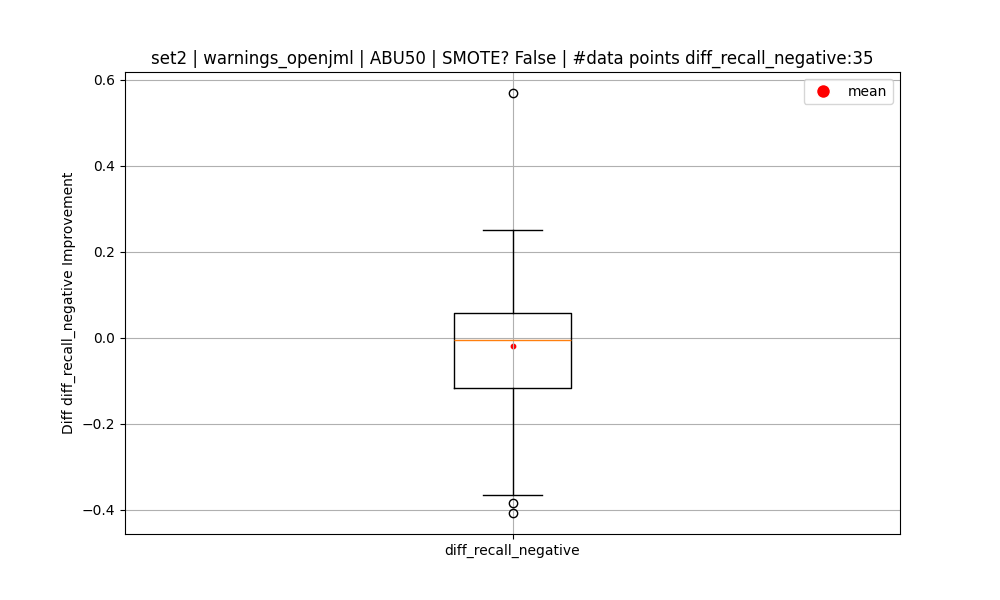 set2 | warnings_openjml | ABU50 | SMOTE? False | #data points diff_recall_negative:35
mean
0.6
0.4
0.2
0.0
−0.2
−0.4
Diff diff_recall_negative Improvement
diff_recall_negative